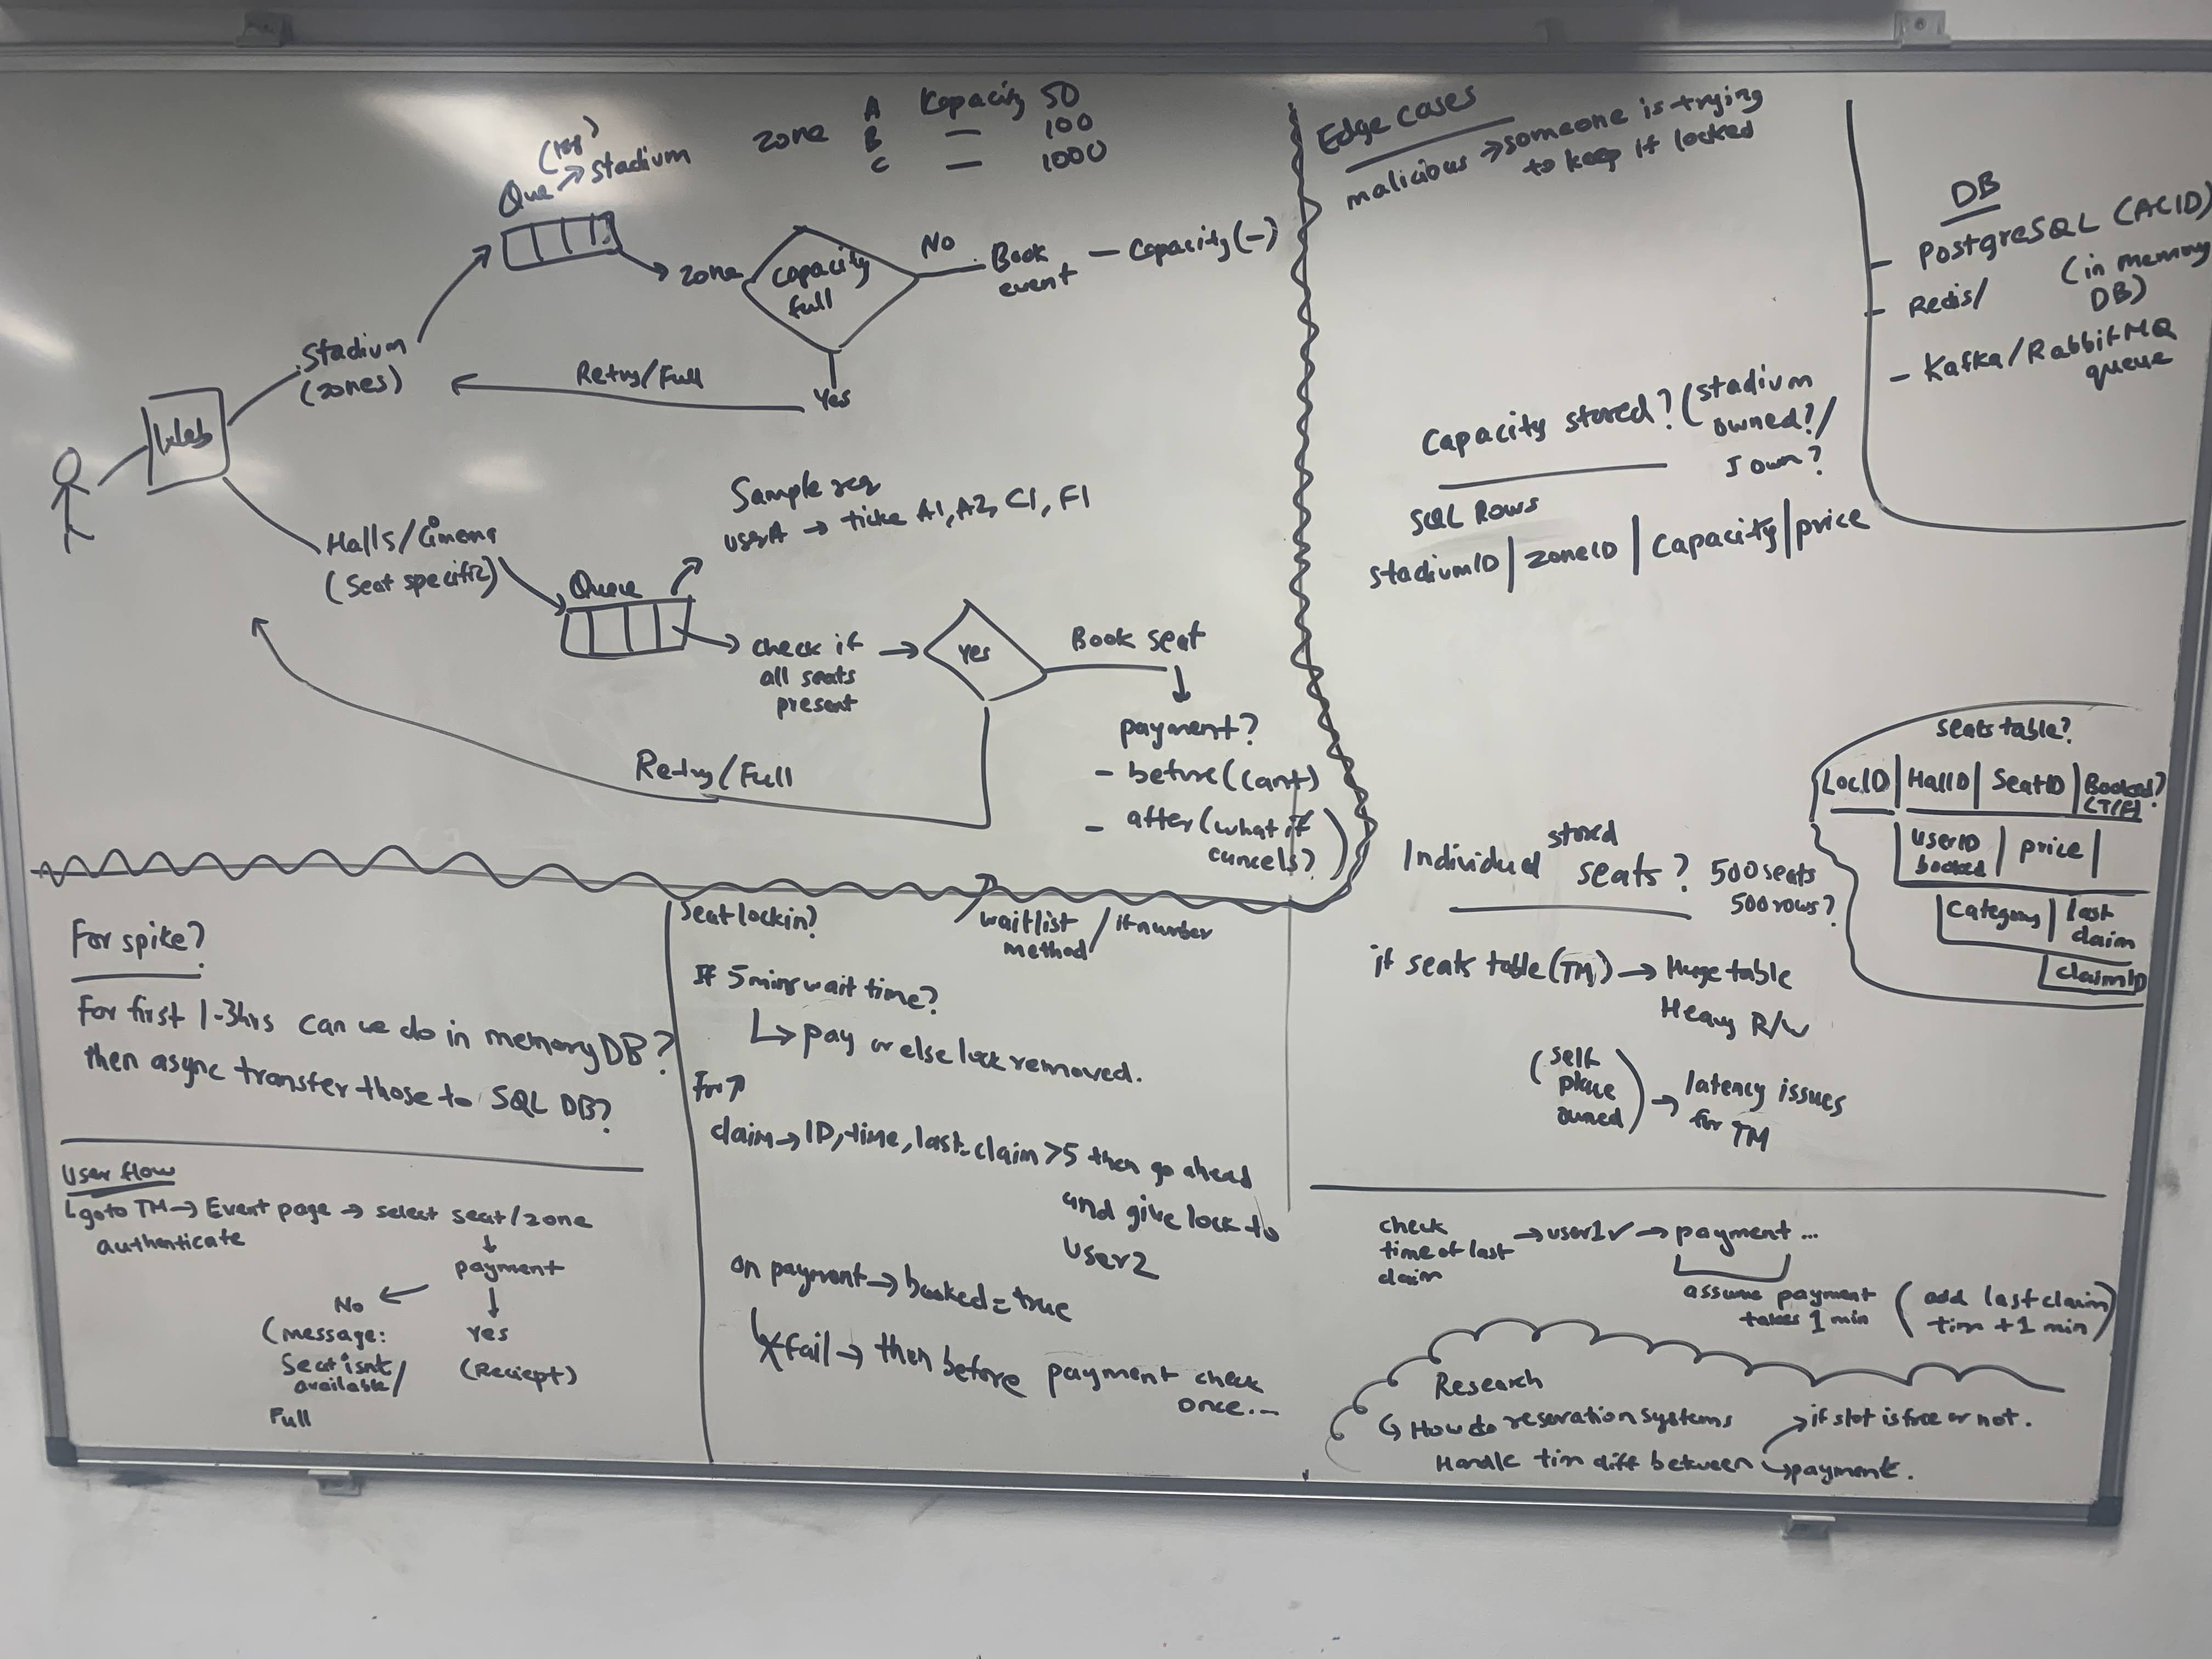 zone A Kapacity 50
B — 100
C — 1000
(req)
Que → stadium
zone
Capacity
full
No
Book
event
— Capacity (-)
Yes
Retry/Full
Stadium
(zones)
Web
Halls/Cinema
(Seat specific)
Sample req
userA → ticke A1, A2, C1, F1
Queue
check if
all seats
present
yes
Book seat
payment?
- before (cant)
- after (what if
cancels?)
Retry/Full
For spike?
For first 1-3hrs can we do in memory DB?
then async transfer those to SQL DB?
User flow
goto TM → Event page → select seat/zone
authenticate
payment
No
(message:
Seat isnt
available/
Full
Yes
(Reciept)
Seat lockin?
waitlist
method / if number
If 5 mins wait time?
pay or else lock removed.
For ↗
claim → ID, time, last-claim >5 then go ahead
and give lock to
user2
on payment → booked = true
fail → then before payment check
once...
Edge cases
malicious → someone is trying
to keep it locked
DB
- PostgreSQL (ACID)
- Redis/ (in memory
DB)
- Kafka/RabbitMQ
queue
Capacity stored? (stadium
owned?/
I own?
SQL Rows
stadiumID | zoneID | Capacity | price
seats table?
LocID | HallID | SeatID | Booked?
(T/F)
userID
booked | price |
Category | last
claim
claimID
Individual stored
seats? 500 seats
500 rows?
if seats table (TM) → Huge table
Heavy R/W
(self
place
owned) → latency issues
for TM
check
time of last
claim → user1 ✓ → payment ...
assume payment
takes 1 min
(add last claim
tim + 1 min)
Research
↳ How do reservation systems
Handle tim diff between
→ if slot is free or not.
↳ payment.